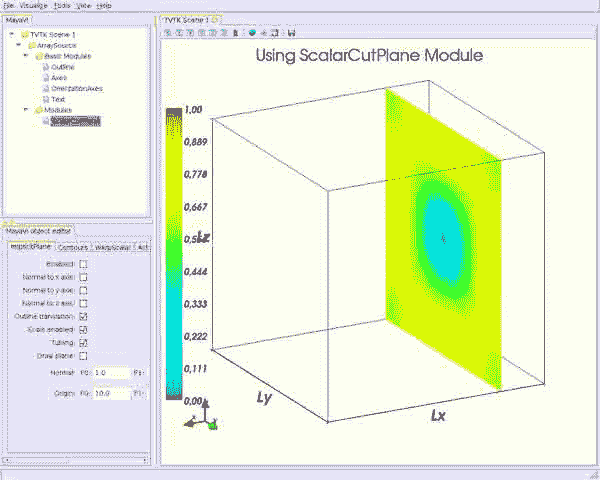 File Visualize Tools View Help
Mayavi
TVTK Scene 1
TVTK Scene 1
ArraySource
Basic Modules
Outline
Axes
OrientationAxes
Text
Modules
Using ScalarCutPlane Module
1,00
0,889
0,778
0,667
0,444
0,333
0,222
0,111
0,00
Lz
Ly
Lx
Mayavi object editor
ImplicitPlane Contours WarpScalar Act
Enabled:
Normal to x axis:
Normal to y axis:
Normal to z axis:
Outline translation:
Scale enabled:
Tubing:
Draw plane:
Normal: F0: 1.0 F1:
Origin: F0: 10.0 F1: